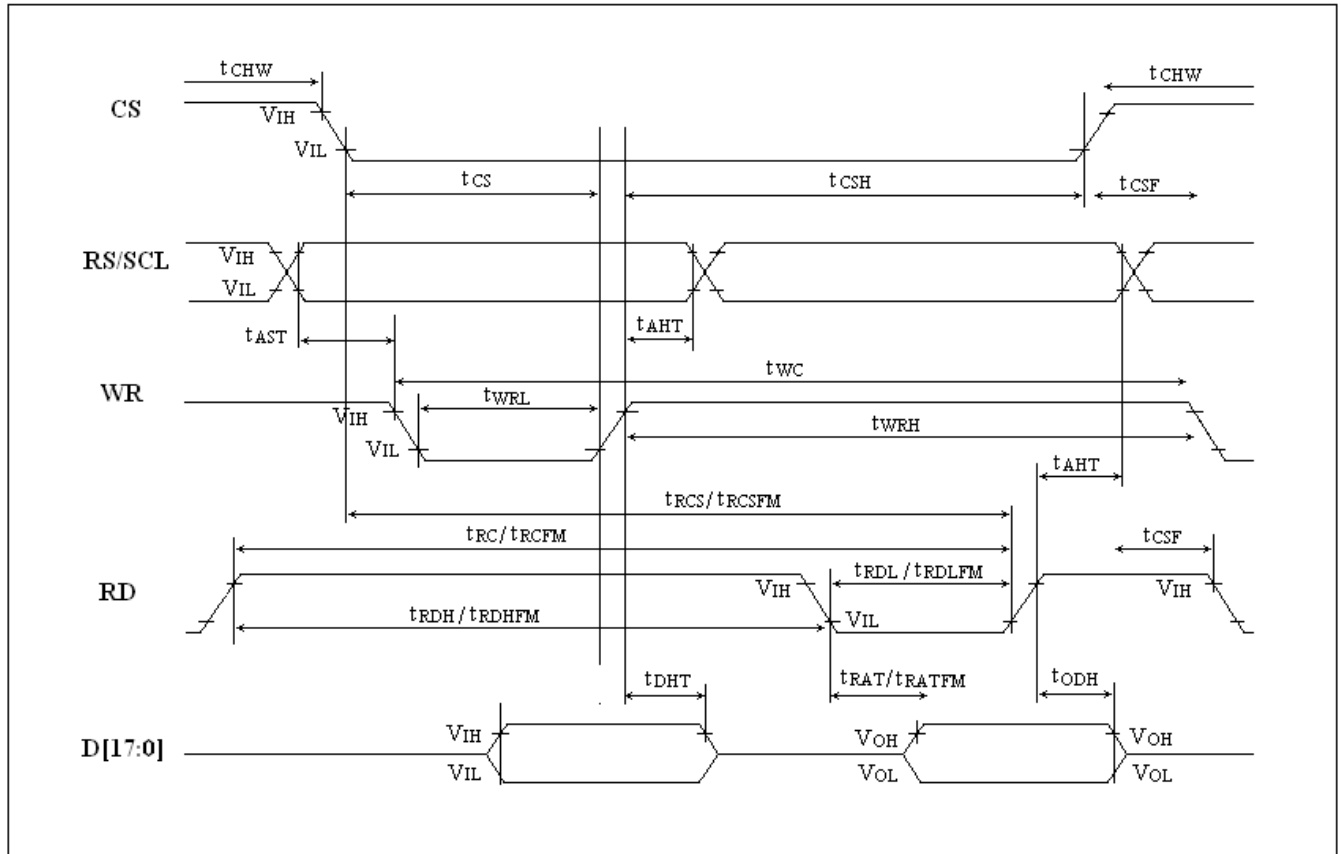 tCHW
tCHW
CS
VIH
VIL
tCS
tCSH
tCSF
RS/SCL
VIH
VIL
tAST
tAHT
tWC
WR
VIH
tWRL
tWRH
VIL
tAHT
tRCS/tRCSFM
tRC/tRCFM
tCSF
RD
VIH
tRDL/tRDLFM
VIH
tRDH/tRDHFM
VIL
tDHT
tRAT/tRATFM
tODH
D[17:0]
VIH
VOH
VOH
VIL
VOL
VOL